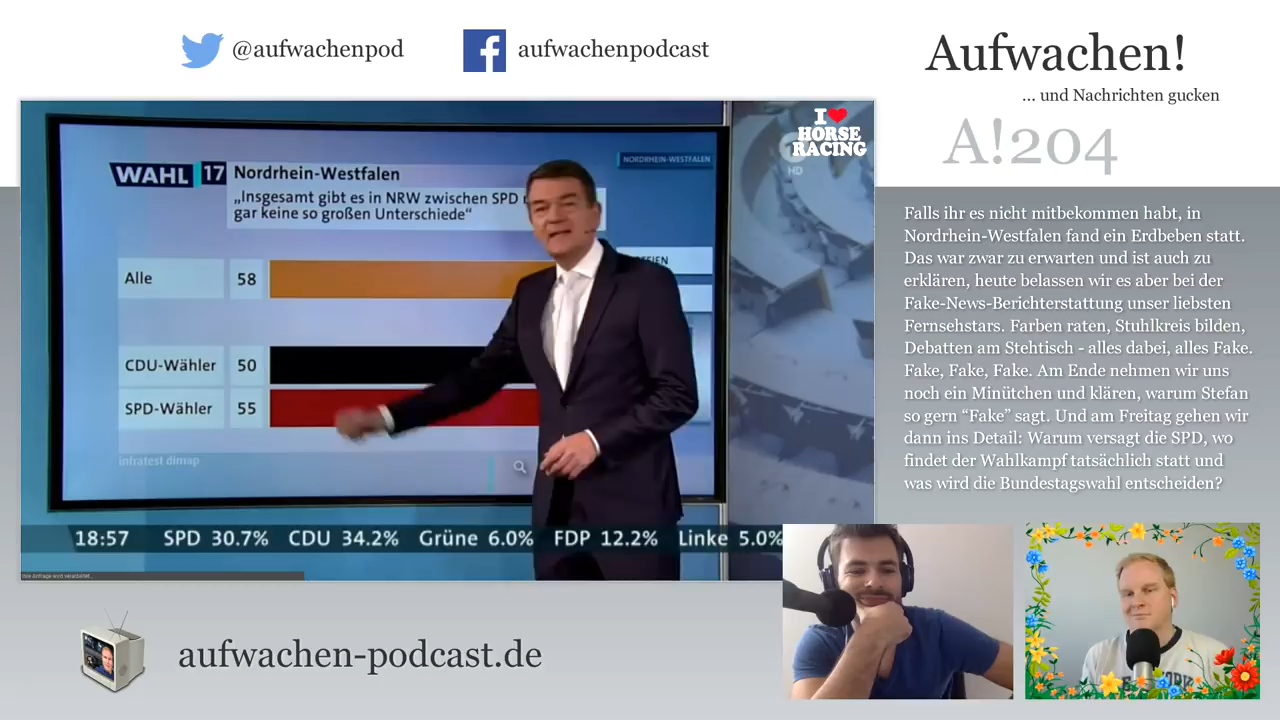 @aufwachenpod
aufwachenpodcast
Aufwachen!
... und Nachrichten gucken
A!204
I
HORSE
RACING
HD
NORDRHEIN-WESTFALEN
WAHL 17
Nordrhein-Westfalen
„Insgesamt gibt es in NRW zwischen SPD
gar keine so großen Unterschiede“
Alle 58
CDU-Wähler 50
SPD-Wähler 55
infratest dimap
18:57 SPD 30.7% CDU 34.2% Grüne 6.0% FDP 12.2% Linke 5.0%
Falls ihr es nicht mitbekommen habt, in
Nordrhein-Westfalen fand ein Erdbeben statt.
Das war zwar zu erwarten und ist auch zu
erklären, heute belassen wir es aber bei der
Fake-News-Berichterstattung unser liebsten
Fernsehstars. Farben raten, Stuhlkreis bilden,
Debatten am Stehtisch - alles dabei, alles Fake.
Fake, Fake, Fake. Am Ende nehmen wir uns
noch ein Minütchen und klären, warum Stefan
so gern “Fake” sagt. Und am Freitag gehen wir
dann ins Detail: Warum versagt die SPD, wo
findet der Wahlkampf tatsächlich statt und
was wird die Bundestagswahl entscheiden?
aufwachen-podcast.de